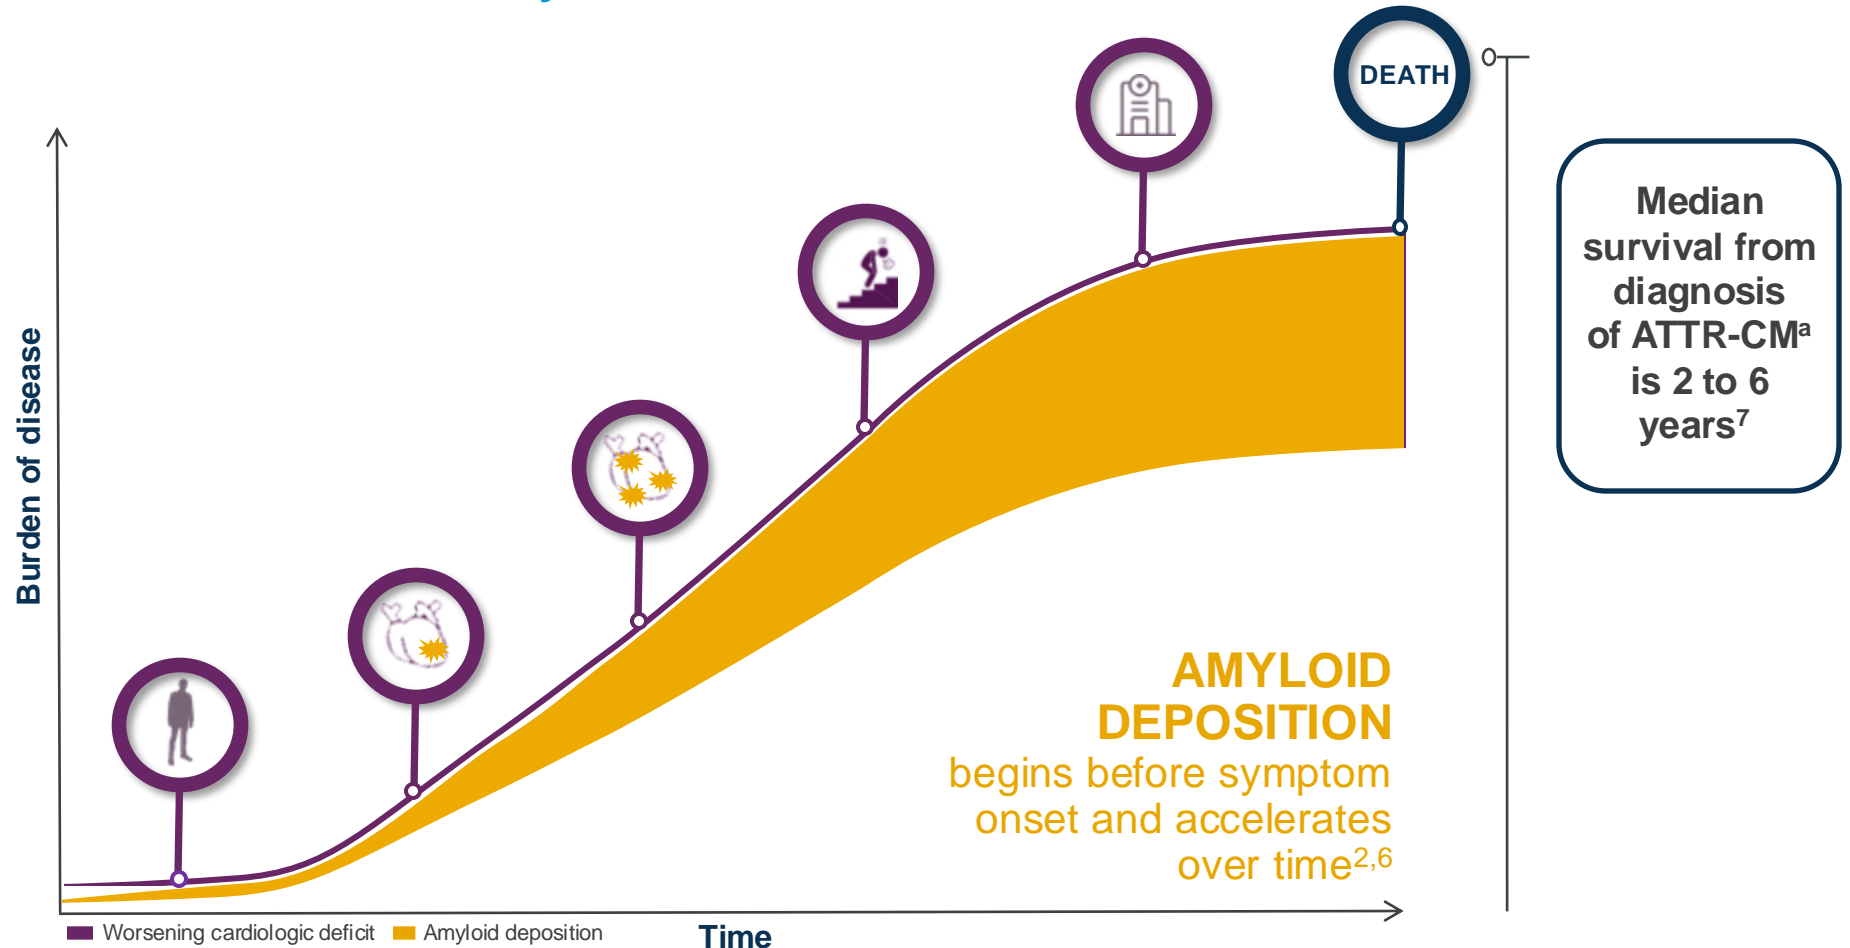 DEATH
Burden of disease
Median
survival from
diagnosis
of ATTR-CMᵃ
is 2 to 6
years⁷
AMYLOID
DEPOSITION
begins before symptom
onset and accelerates
over time²,⁶
Worsening cardiologic deficit
Amyloid deposition
Time